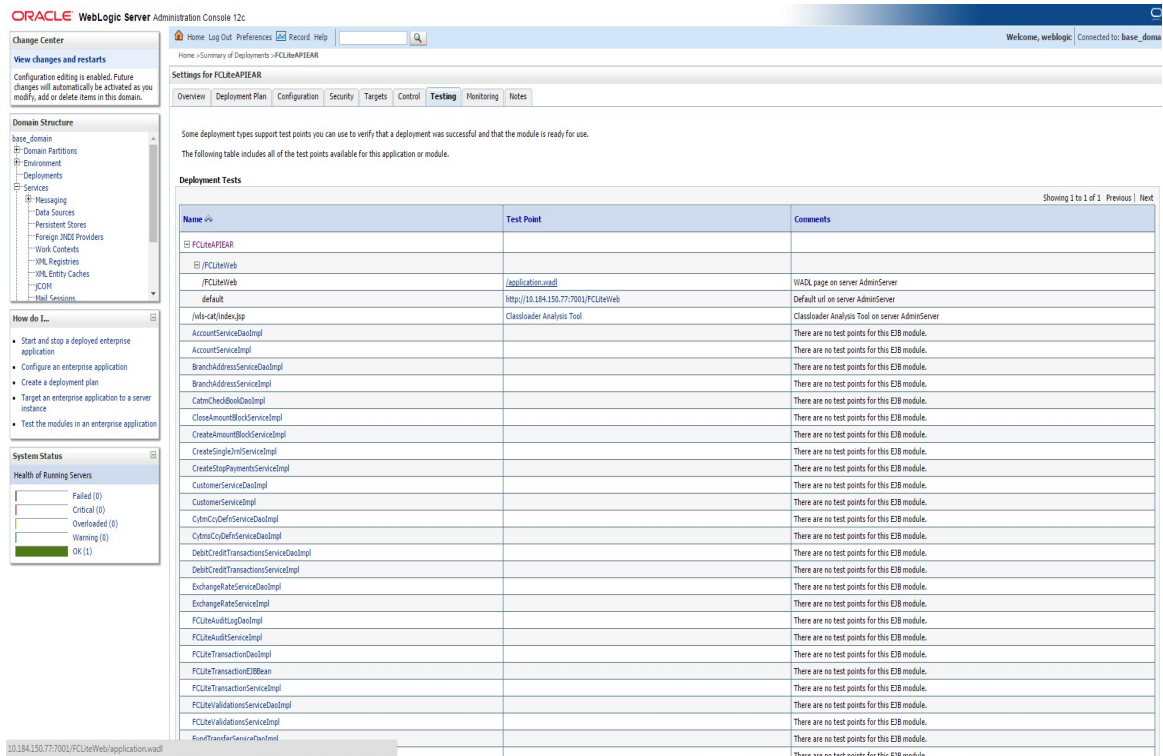 ORACLE WebLogic Server Administration Console 12c
Change Center
View changes and restarts
Configuration editing is enabled. Future
changes will automatically be activated as you
modify, add or delete items in this domain.
Domain Structure
base_domain
Domain Partitions
Environment
Deployments
Services
Messaging
Data Sources
Persistent Stores
Foreign JNDI Providers
Work Contexts
XML Registries
XML Entity Caches
jCOM
Mail Sessions
How do I...
Start and stop a deployed enterprise
application
Configure an enterprise application
Create a deployment plan
Target an enterprise application to a server
instance
Test the modules in an enterprise application
System Status
Health of Running Servers
Failed (0)
Critical (0)
Overloaded (0)
Warning (0)
OK (1)
Home Log Out Preferences Record Help
Welcome, weblogic Connected to: base_doma
Home >Summary of Deployments >FCLiteAPIEAR
Settings for FCLiteAPIEAR
Overview Deployment Plan Configuration Security Targets Control Testing Monitoring Notes
Some deployment types support test points you can use to verify that a deployment was successful and that the module is ready for use.
The following table includes all of the test points available for this application or module.
Deployment Tests
Showing 1 to 1 of 1 Previous | Next
Name Test Point Comments
FCLiteAPIEAR
/FCLiteWeb
/FCLiteWeb /application.wadl WADL page on server AdminServer
default http://10.184.150.77:7001/FCLiteWeb Default url on server AdminServer
/wls-cat/index.jsp Classloader Analysis Tool Classloader Analysis Tool on server AdminServer
AccountServiceDaoImpl There are no test points for this EJB module.
AccountServiceImpl There are no test points for this EJB module.
BranchAddressServiceDaoImpl There are no test points for this EJB module.
BranchAddressServiceImpl There are no test points for this EJB module.
CatmCheckBookDaoImpl There are no test points for this EJB module.
CloseAmountBlockServiceImpl There are no test points for this EJB module.
CreateAmountBlockServiceImpl There are no test points for this EJB module.
CreateSingleJrnlServiceImpl There are no test points for this EJB module.
CreateStopPaymentsServiceImpl There are no test points for this EJB module.
CustomerServiceDaoImpl There are no test points for this EJB module.
CustomerServiceImpl There are no test points for this EJB module.
CytmCcyDefnServiceDaoImpl There are no test points for this EJB module.
CytmsCcyDefnServiceDaoImpl There are no test points for this EJB module.
DebitCreditTransactionsServiceDaoImpl There are no test points for this EJB module.
DebitCreditTransactionsServiceImpl There are no test points for this EJB module.
ExchangeRateServiceDaoImpl There are no test points for this EJB module.
ExchangeRateServiceImpl There are no test points for this EJB module.
FCLiteAuditLogDaoImpl There are no test points for this EJB module.
FCLiteAuditServiceImpl There are no test points for this EJB module.
FCLiteTransactionDaoImpl There are no test points for this EJB module.
FCLiteTransactionEJBBean There are no test points for this EJB module.
FCLiteTransactionServiceImpl There are no test points for this EJB module.
FCLiteValidationsServiceDaoImpl There are no test points for this EJB module.
FCLiteValidationsServiceImpl There are no test points for this EJB module.
FundTransferServiceDaoImpl There are no test points for this EJB module.
There are no test points for this EJB module.
10.184.150.77:7001/FCLiteWeb/application.wadl